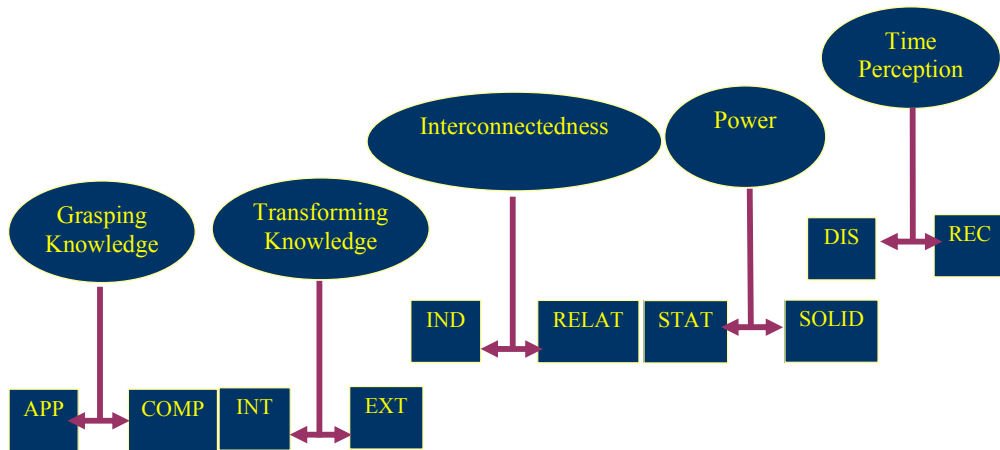 Grasping
Knowledge
APP
COMP
Transforming
Knowledge
INT
EXT
Interconnectedness
IND
RELAT
Power
STAT
SOLID
Time
Perception
DIS
REC